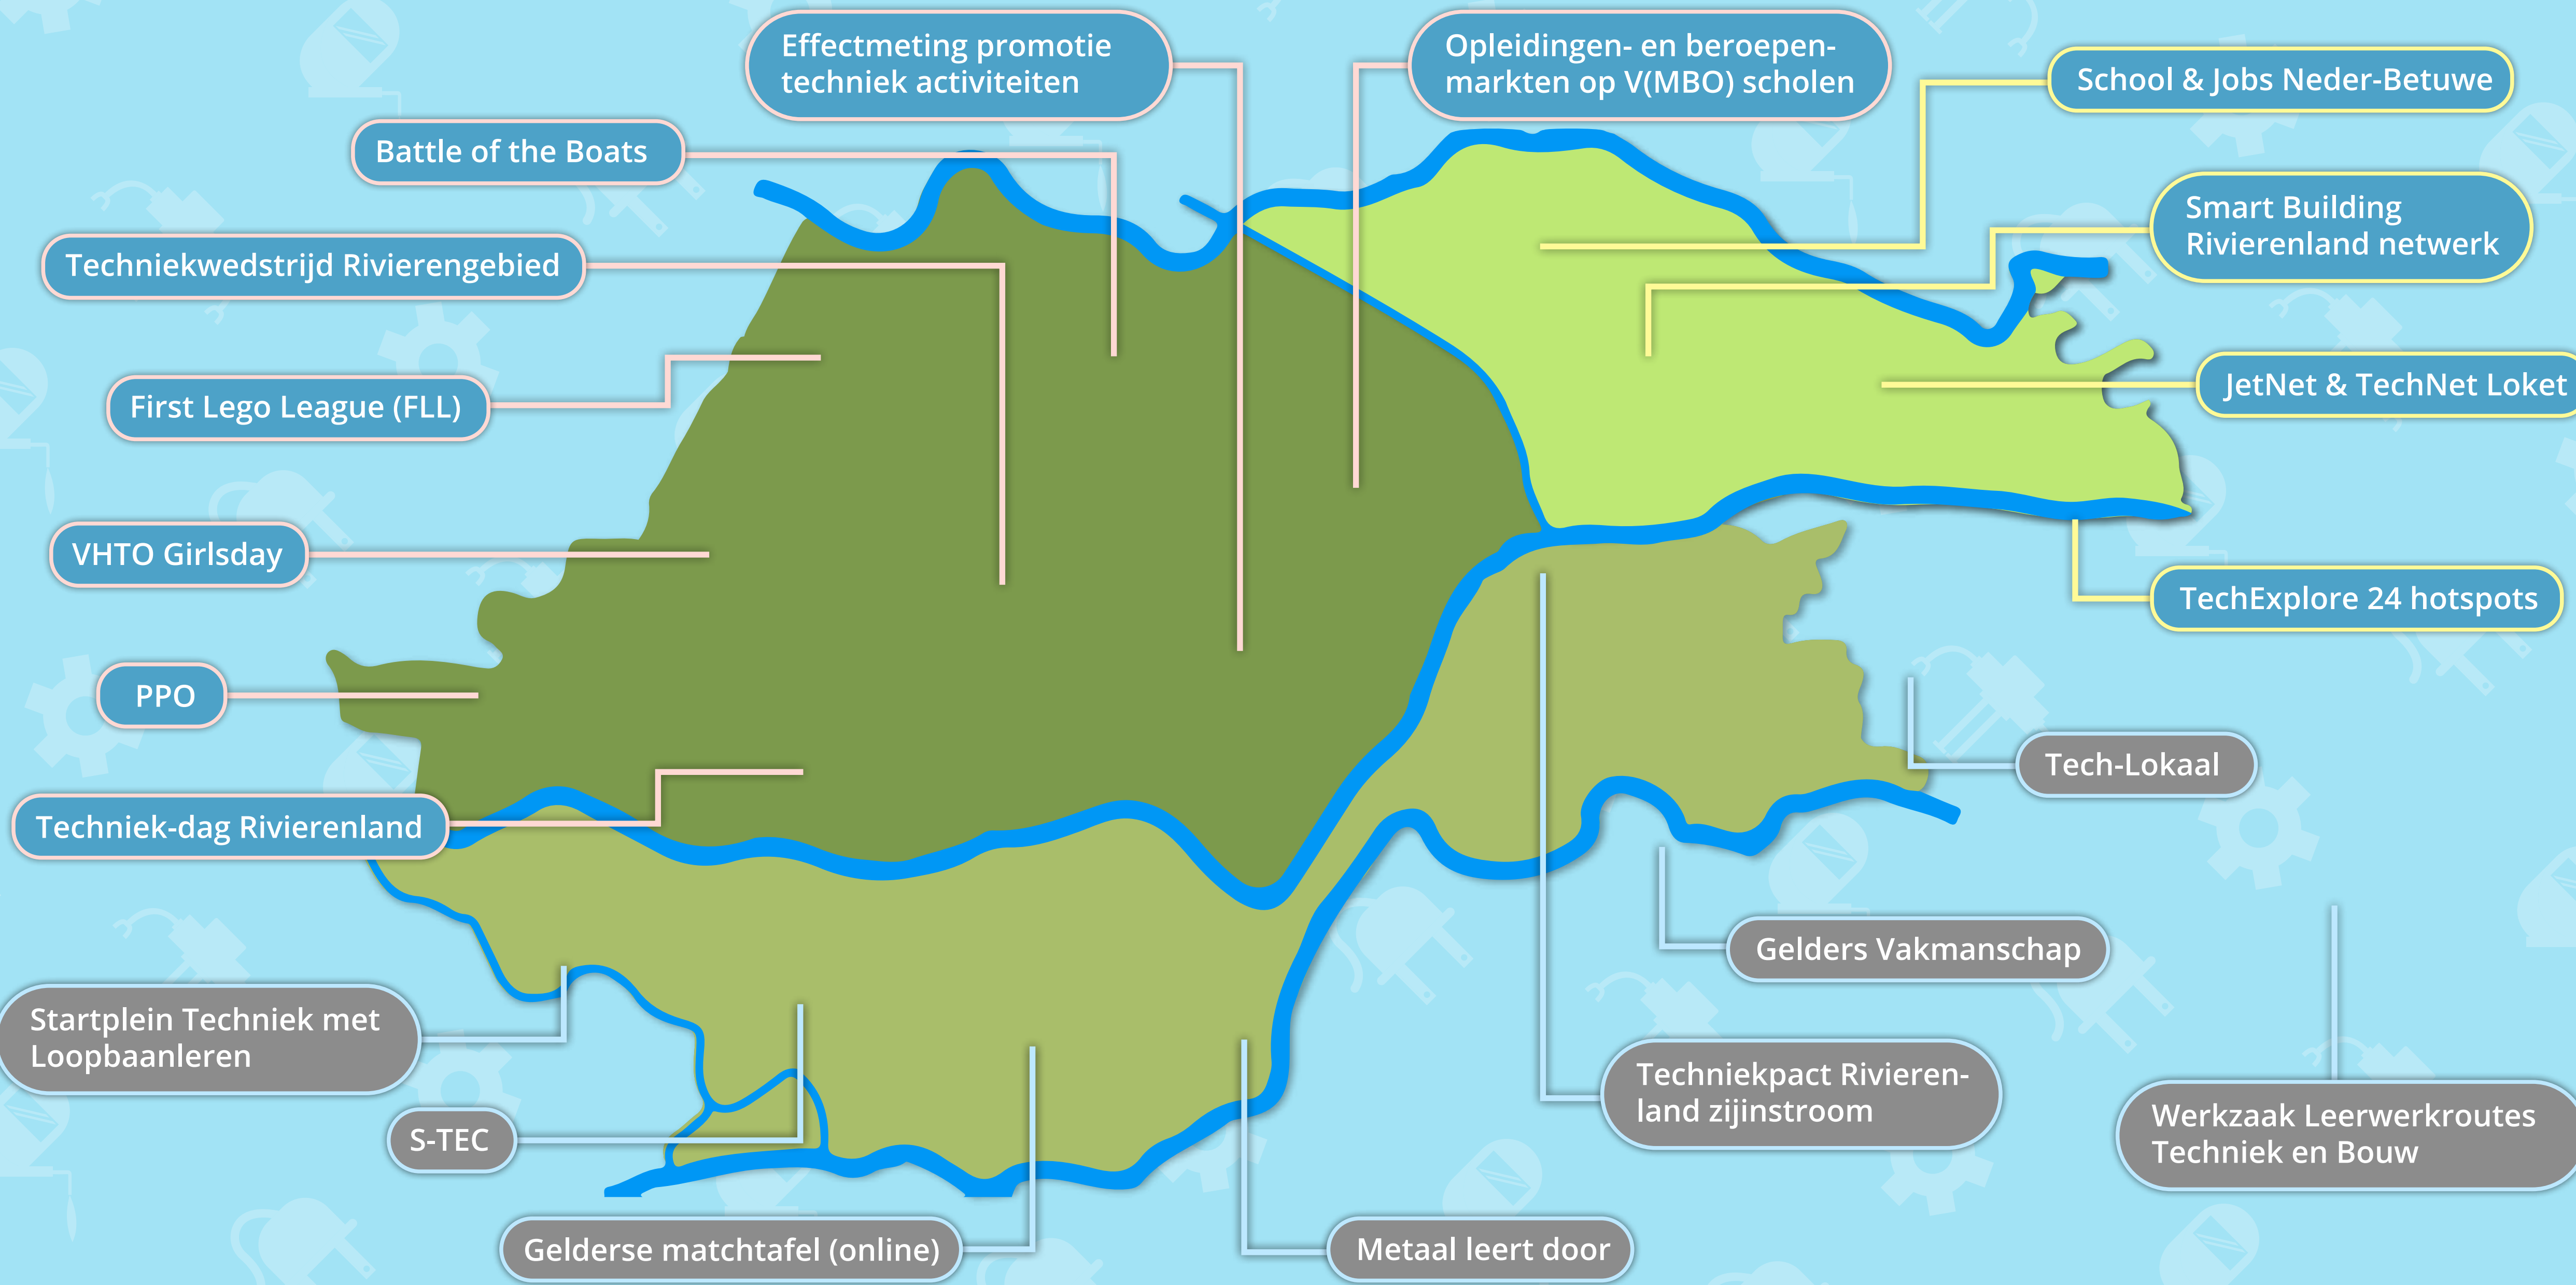 Effectmeting promotie
techniek activiteiten
Opleidingen- en beroepen-
markten op V(MBO) scholen
School & Jobs Neder-Betuwe
Battle of the Boats
Smart Building
Rivierenland netwerk
Techniekwedstrijd Rivierengebied
JetNet & TechNet Loket
First Lego League (FLL)
VHTO Girlsday
TechExplore 24 hotspots
PPO
Tech-Lokaal
Techniek-dag Rivierenland
Gelders Vakmanschap
Startplein Techniek met
Loopbaanleren
Techniekpact Rivieren-
land zijinstroom
Werkzaak Leerwerkroutes
Techniek en Bouw
S-TEC
Gelderse matchtafel (online)
Metaal leert door